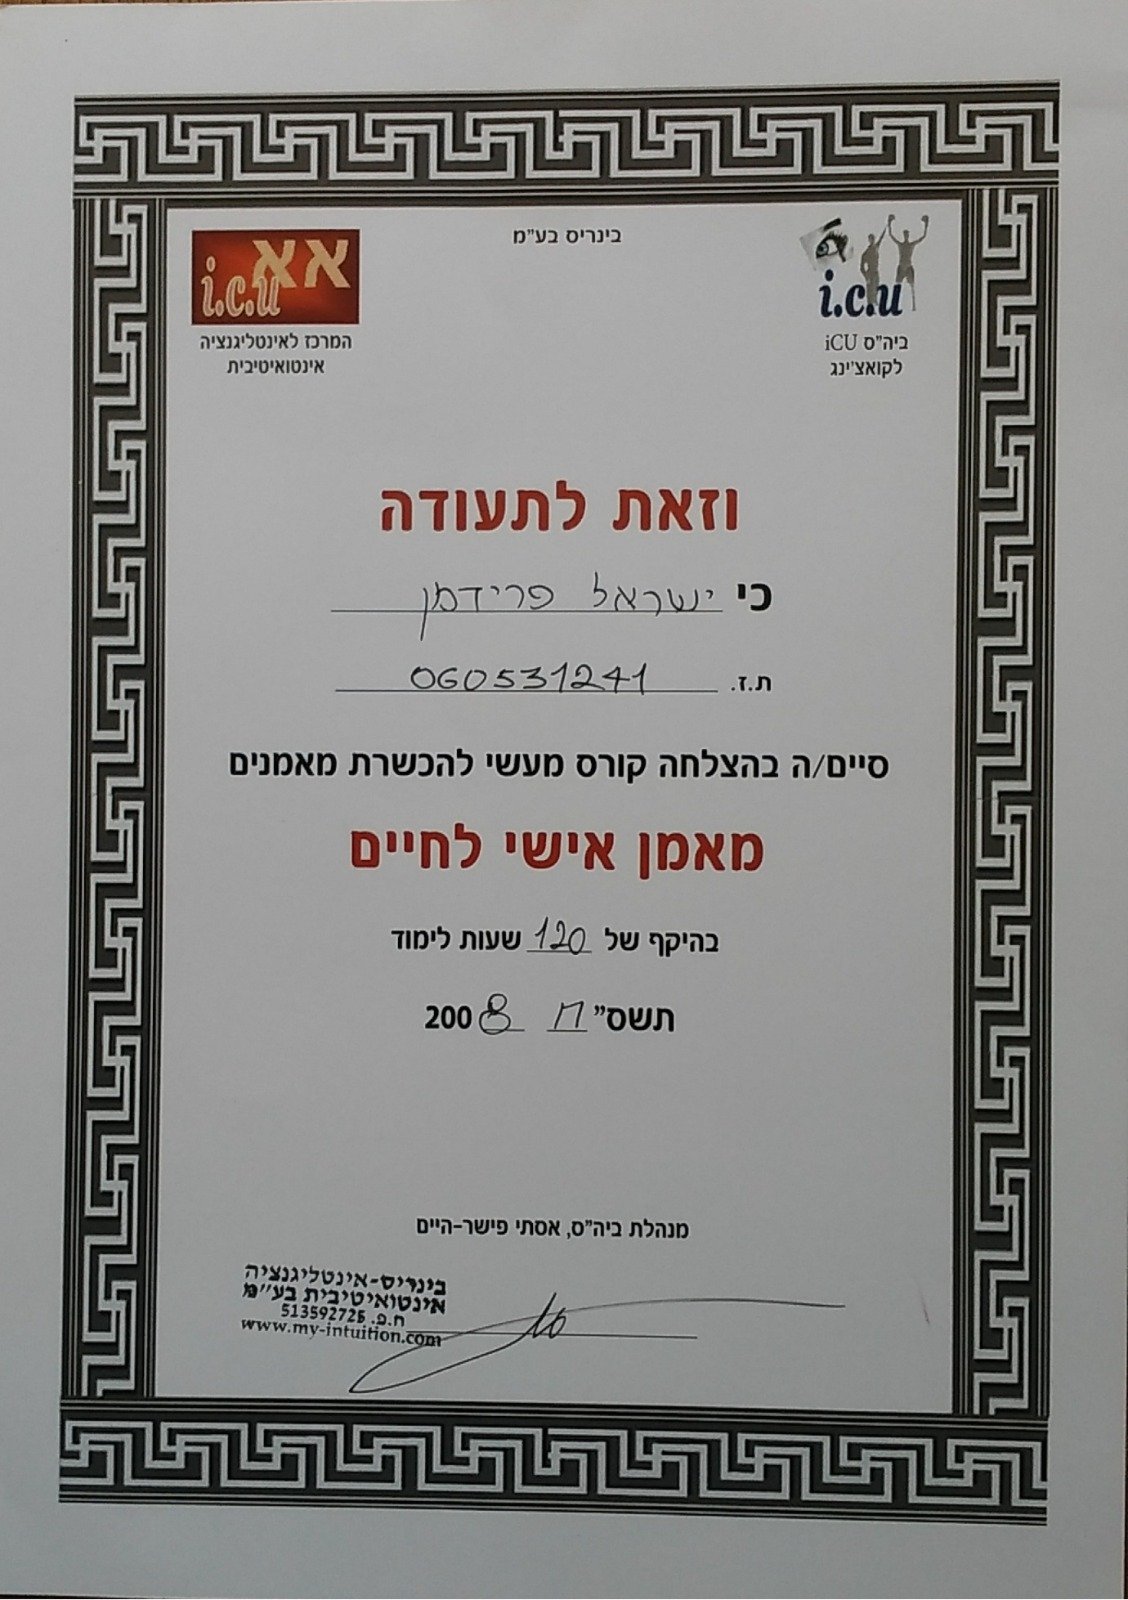 בינריס בע"מ
i.c.u
ביה"ס iCU
לקואצ'ינג
אא
i.c.u
המרכז לאינטליגנציה
אינטואיטיבית
וזאת לתעודה
כי ישראל פרידמן
ת.ז. 060531241
סיים/ה בהצלחה קורס מעשי להכשרת מאמנים
מאמן אישי לחיים
בהיקף של 120 שעות לימוד
תשס"ח 2008
מנהלת ביה"ס, אסתי פישר-היים
בינריס-אינטליגנציה
אינטואיטיבית בע"מ
ח.פ. 513592725
www.my-intuition.com